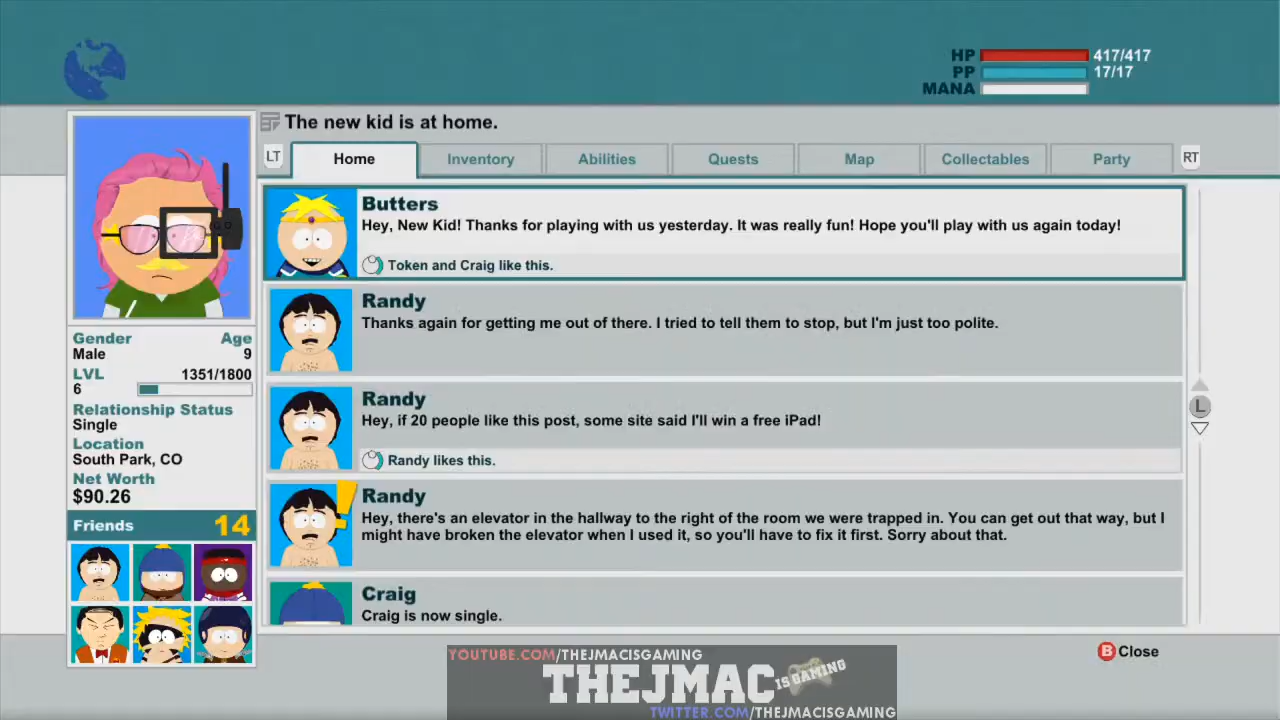 HP 417/417
PP 17/17
MANA
The new kid is at home.
LT Home Inventory Abilities Quests Map Collectables Party RT
Butters
Hey, New Kid! Thanks for playing with us yesterday. It was really fun! Hope you'll play with us again today!
Token and Craig like this.
Randy
Thanks again for getting me out of there. I tried to tell them to stop, but I'm just too polite.
Randy
Hey, if 20 people like this post, some site said I'll win a free iPad!
Randy likes this.
!
Randy
Hey, there's an elevator in the hallway to the right of the room we were trapped in. You can get out that way, but I
might have broken the elevator when I used it, so you'll have to fix it first. Sorry about that.
Craig
Craig is now single.
Gender Age
Male 9
LVL 1351/1800
6
Relationship Status
Single
Location
South Park, CO
Net Worth
$90.26
Friends 14
L
B Close
YOUTUBE.COM/THEJMACISGAMING
THEJMAC IS GAMING
TWITTER.COM/THEJMACISGAMING